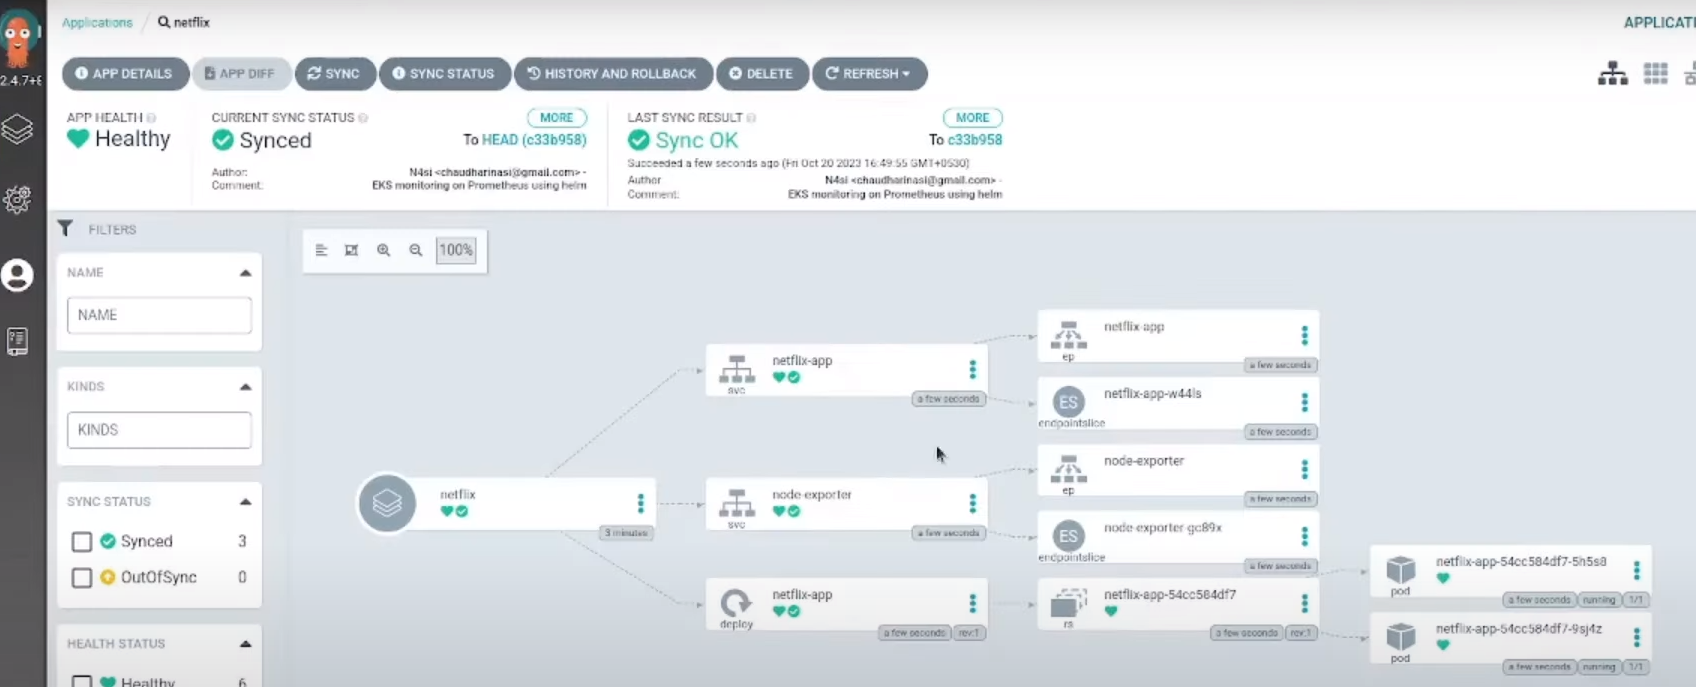 Applications / netflix
APPLICATI
2.4.7+
APP DETAILS
APP DIFF
SYNC
SYNC STATUS
HISTORY AND ROLLBACK
DELETE
REFRESH
APP HEALTH
Healthy
CURRENT SYNC STATUS
MORE
Synced
To HEAD (c33b958)
Author: N4si <chaudharinasi@gmail.com> -
Comment: EKS monitoring on Prometheus using helm
LAST SYNC RESULT
MORE
Sync OK
To c33b958
Succeeded a few seconds ago (Fri Oct 20 2023 16:49:55 GMT+0530)
Author N4si <chaudharinasi@gmail.com> -
Comment: EKS monitoring on Prometheus using helm
FILTERS
NAME
NAME
KINDS
KINDS
SYNC STATUS
Synced 3
OutOfSync 0
HEALTH STATUS
Healthy 6
100%
netflix
3 minutes
netflix-app
svc
a few seconds
node-exporter
svc
a few seconds
netflix-app
deploy
a few seconds
rev:1
netflix-app
ep
a few seconds
ES
netflix-app-w44ls
endpointslice
a few seconds
node-exporter
ep
a few seconds
ES
node-exporter-gc89x
endpointslice
a few seconds
netflix-app-54cc584df7
rs
a few seconds
rev:1
netflix-app-54cc584df7-5h5s8
pod
a few seconds
running
1/1
netflix-app-54cc584df7-9sj4z
pod
a few seconds
running
1/1